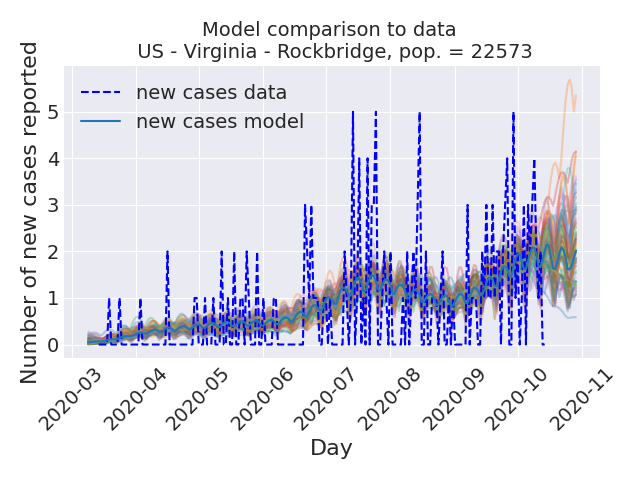 Model comparison to data
US - Virginia - Rockbridge, pop. = 22573
Number of new cases reported
new cases data
new cases model
5
4
3
2
1
0
2020-03
2020-04
2020-05
2020-06
2020-07
2020-08
2020-09
2020-10
2020-11
Day